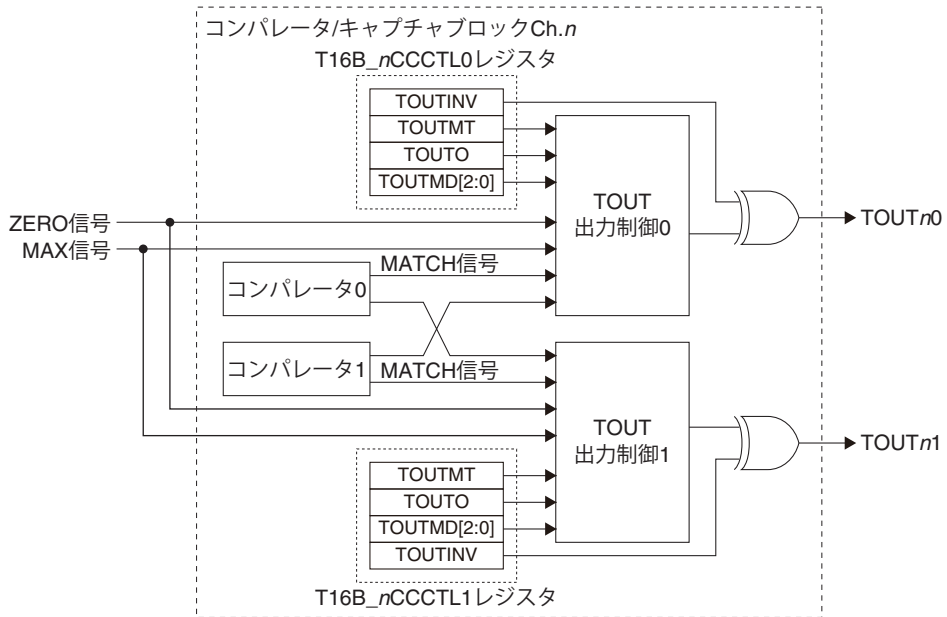 コンパレータ/キャプチャブロックCh.n
T16B_nCCCTL0レジスタ
TOUTINV
TOUTMT
TOUTO
TOUTMD[2:0]
TOUT
出力制御0
TOUTn0
ZERO信号
MAX信号
MATCH信号
コンパレータ0
コンパレータ1
MATCH信号
TOUT
出力制御1
TOUTn1
TOUTMT
TOUTO
TOUTMD[2:0]
TOUTINV
T16B_nCCCTL1レジスタ